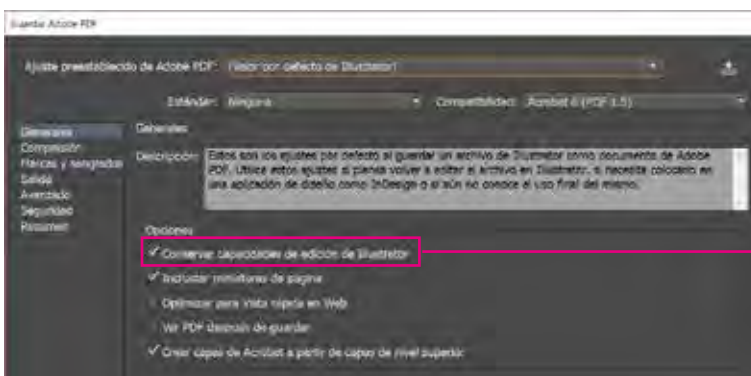 Guardar Adobe PDF
Ajuste preestablecido de Adobe PDF: [Valor por defecto de Illustrator]
Estándar: Ninguna Compatibilidad: Acrobat 6 (PDF 1.5)
Generales
Compresión
Marcas y sangrados
Salida
Avanzado
Seguridad
Resumen
Generales
Descripción: Estos son los ajustes por defecto al guardar un archivo de Illustrator como documento de Adobe
PDF. Utilice estos ajustes si piensa volver a editar el archivo en Illustrator, si necesita colocarlo en
una aplicación de diseño como InDesign o si aún no conoce el uso final del mismo.
Opciones
Conservar capacidades de edición de Illustrator
Incrustar miniaturas de página
Optimizar para vista rápida en Web
Ver PDF después de guardar
Crear capas de Acrobat a partir de capas de nivel superior